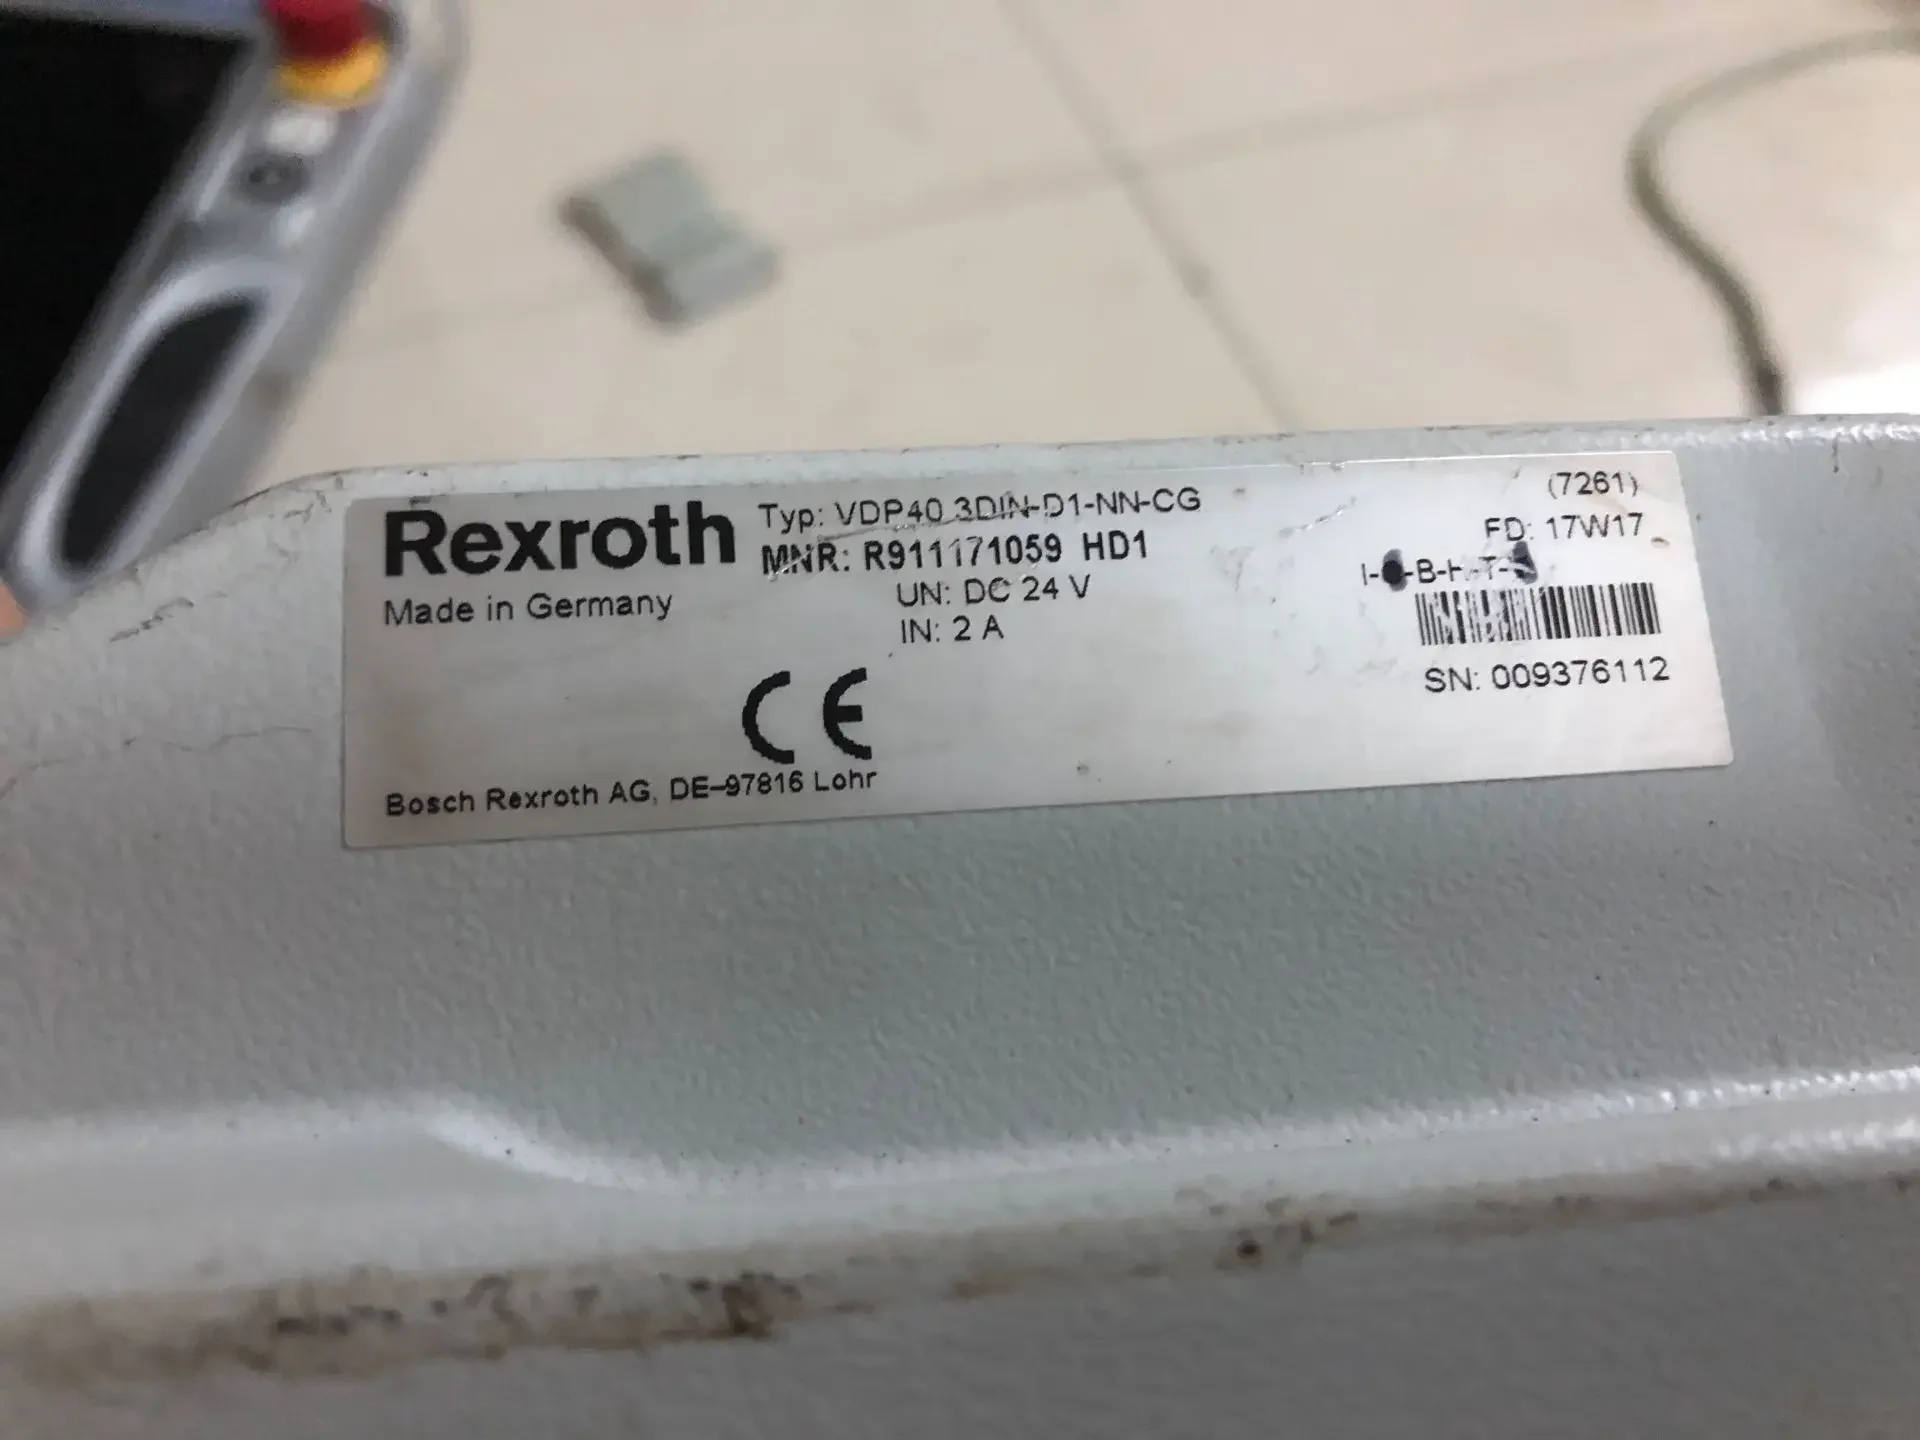 Rexroth
Made in Germany
Typ: VDP40.3DIN-D1-NN-CG
MNR: R911171059 HD1
UN: DC 24 V
IN: 2 A
CE
Bosch Rexroth AG, DE-97816 Lohr
(7261)
FD: 17W17
SN: 009376112